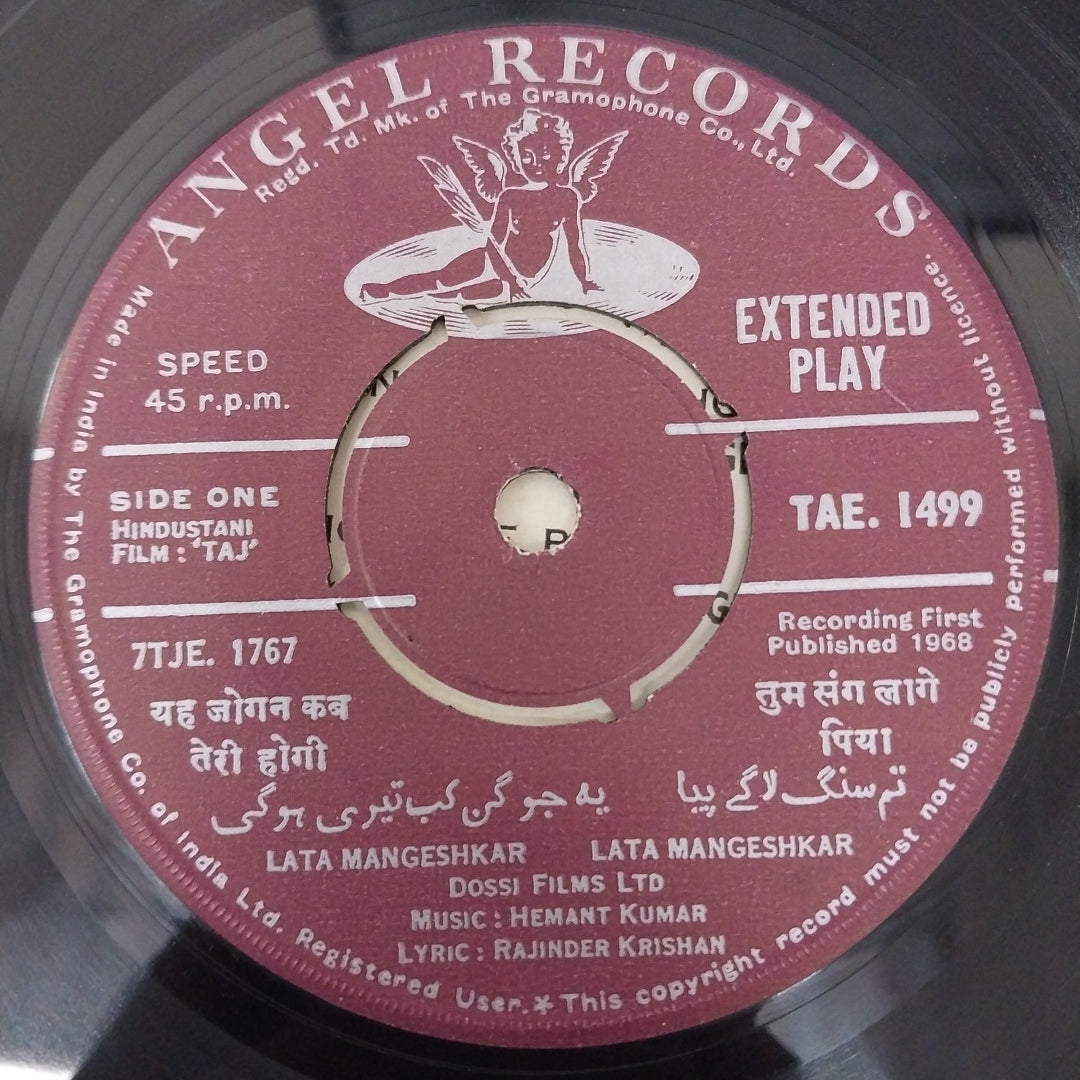 ANGEL RECORDS
Regd. Td. Mk. of The Gramophone Co., Ltd.
EXTENDED
PLAY
SPEED
45 r.p.m.
SIDE ONE
HINDUSTANI
FILM : 'TAJ'
TAE. 1499
7TJE. 1767
Recording First
Published 1968
यह जोगन कब
तेरी होगी
तुम संग लागे
पिया
یہ جوگن کب تیری ہوگی
تم سنگ لاگے پیا
LATA MANGESHKAR
LATA MANGESHKAR
DOSSI FILMS LTD
MUSIC : HEMANT KUMAR
LYRIC : RAJINDER KRISHAN
Made in India by The Gramophone Co. of India Ltd. Registered User. * This copyright record must not be publicly performed without licence.